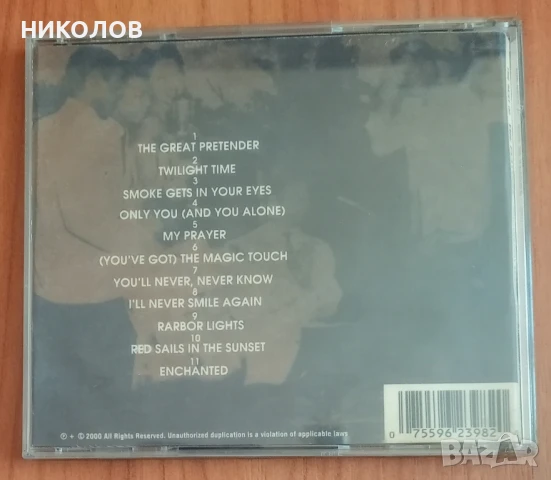 НИКОЛОВ
1
THE GREAT PRETENDER
2
TWILIGHT TIME
3
SMOKE GETS IN YOUR EYES
4
ONLY YOU (AND YOU ALONE)
5
MY PRAYER
6
(YOU'VE GOT) THE MAGIC TOUCH
7
YOU'LL NEVER, NEVER KNOW
8
I'LL NEVER SMILE AGAIN
9
RARBOR LIGHTS
10
RED SAILS IN THE SUNSET
11
ENCHANTED
℗ + © 2000 All Rights Reserved. Unauthorized duplication is a violation of applicable laws
0 75596 23982
BAZAR